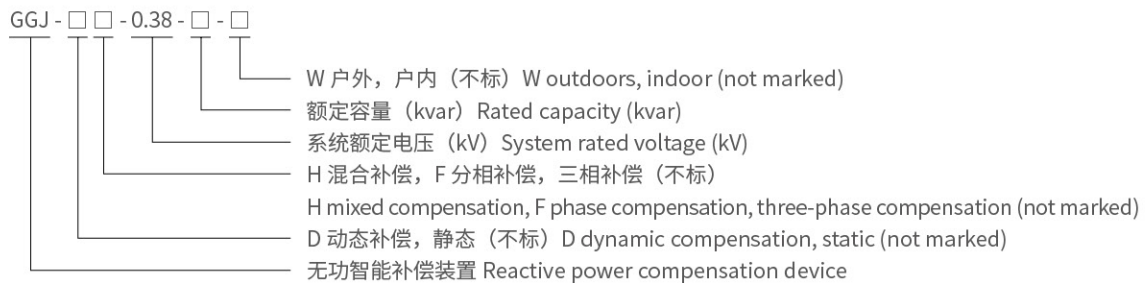 GGJ - □ □ - 0.38 - □ - □
W 户外，户内（不标）W outdoors, indoor (not marked)
额定容量（kvar）Rated capacity (kvar)
系统额定电压（kV）System rated voltage (kV)
H 混合补偿，F 分相补偿，三相补偿（不标）
H mixed compensation, F phase compensation, three-phase compensation (not marked)
D 动态补偿，静态（不标）D dynamic compensation, static (not marked)
无功智能补偿装置 Reactive power compensation device